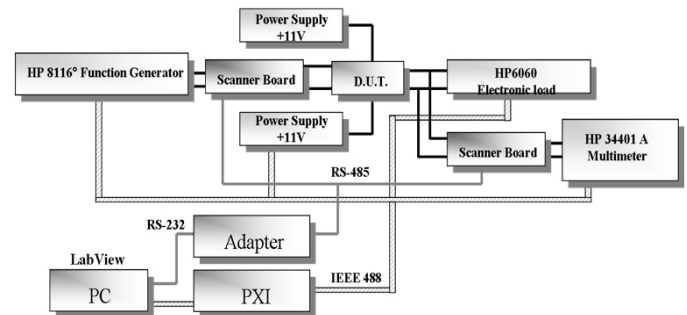 Power Supply
+11V
HP 8116° Function Generator
Scanner Board
D.U.T.
HP6060
Electronic load
Power Supply
+11V
Scanner Board
HP 34401 A
Multimeter
RS-485
RS-232
Adapter
LabView
PC
PXI
IEEE 488